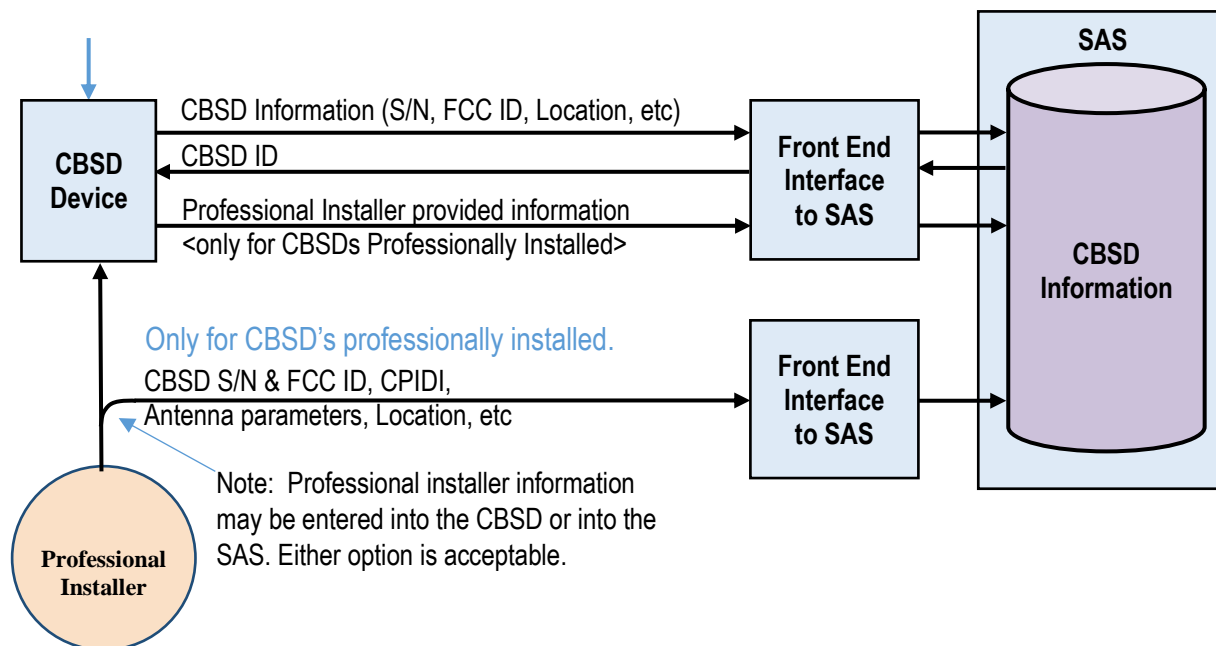 SAS
CBSD Information (S/N, FCC ID, Location, etc)
CBSD ID
CBSD
Device
Professional Installer provided information
<only for CBSDs Professionally Installed>
Front End
Interface
to SAS
CBSD
Information
Only for CBSD’s professionally installed.
CBSD S/N & FCC ID, CPIDI,
Antenna parameters, Location, etc
Front End
Interface
to SAS
Note:  Professional installer information
may be entered into the CBSD or into the
SAS. Either option is acceptable.
Professional
Installer